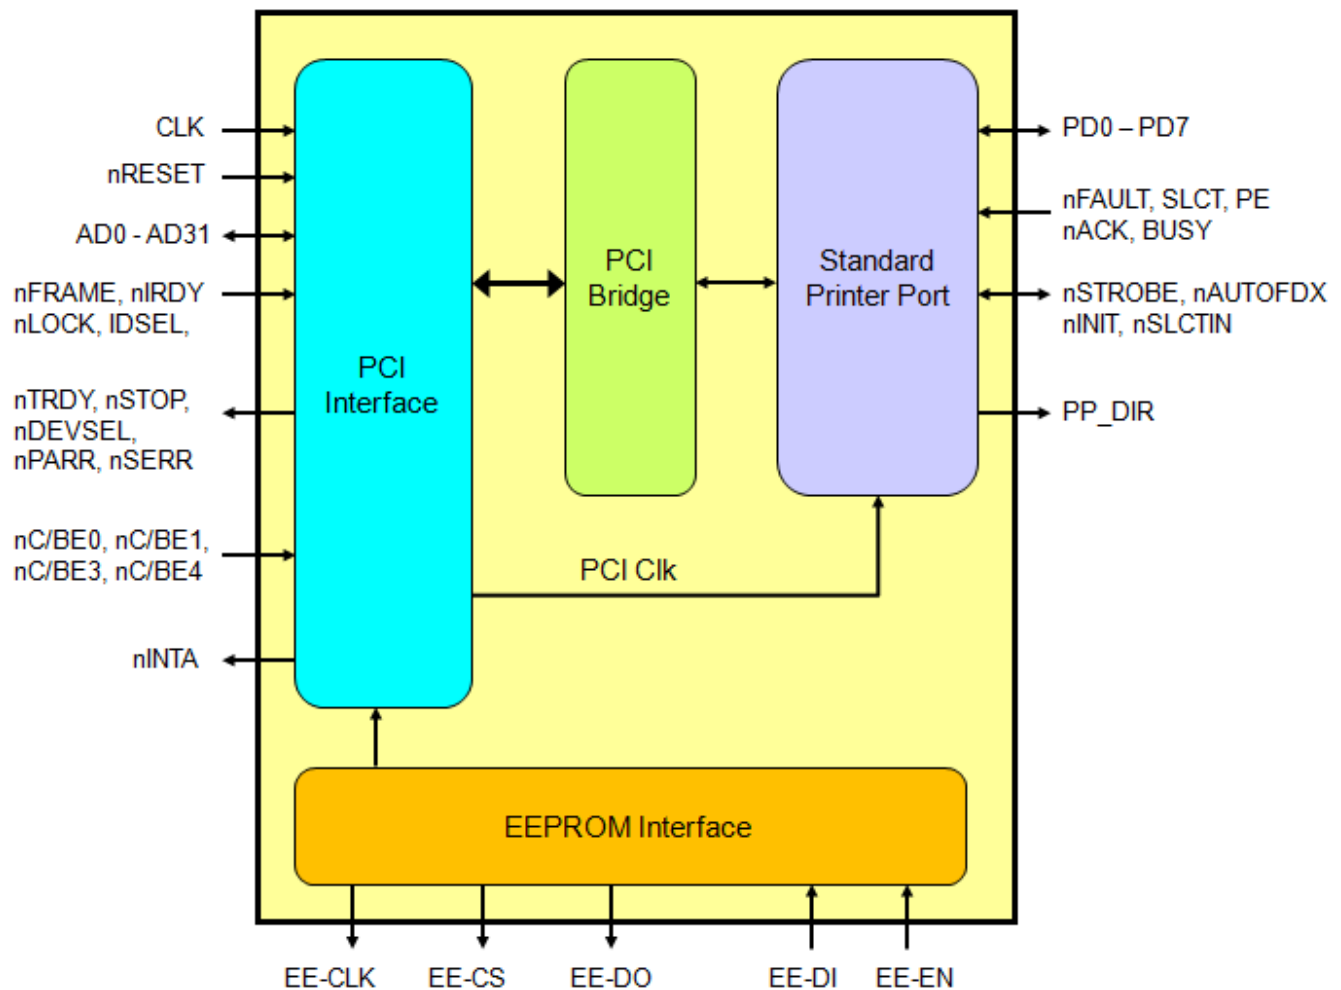 CLK
nRESET
AD0 - AD31
nFRAME, nIRDY
nLOCK, IDSEL,
nTRDY, nSTOP,
nDEVSEL,
nPARR, nSERR
nC/BE0, nC/BE1,
nC/BE3, nC/BE4
nINTA
PCI
Interface
PCI
Bridge
Standard
Printer Port
PCI Clk
EEPROM Interface
PD0 – PD7
nFAULT, SLCT, PE
nACK, BUSY
nSTROBE, nAUTOFDX
nINIT, nSLCTIN
PP_DIR
EE-CLK
EE-CS
EE-DO
EE-DI
EE-EN